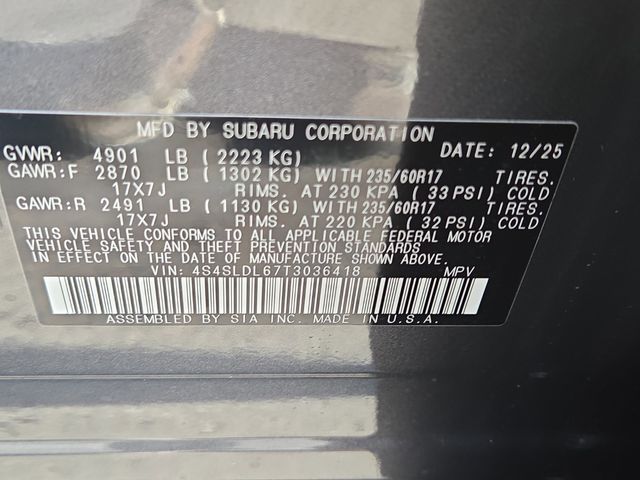 MFD BY SUBARU CORPORATION
GVWR: 4901 LB (2223 KG) DATE: 12/25
GAWR:F 2870 LB (1302 KG) WITH 235/60R17 TIRES.
17X7J RIMS. AT 230 KPA (33 PSI) COLD
GAWR:R 2491 LB (1130 KG) WITH 235/60R17 TIRES.
17X7J RIMS. AT 220 KPA (32 PSI) COLD
THIS VEHICLE CONFORMS TO ALL APPLICABLE FEDERAL MOTOR
VEHICLE SAFETY AND THEFT PREVENTION STANDARDS
IN EFFECT ON THE DATE OF MANUFACTURE SHOWN ABOVE.
VIN: 4S4SLDL67T3036418 MPV
ASSEMBLED BY SIA INC. MADE IN U.S.A.